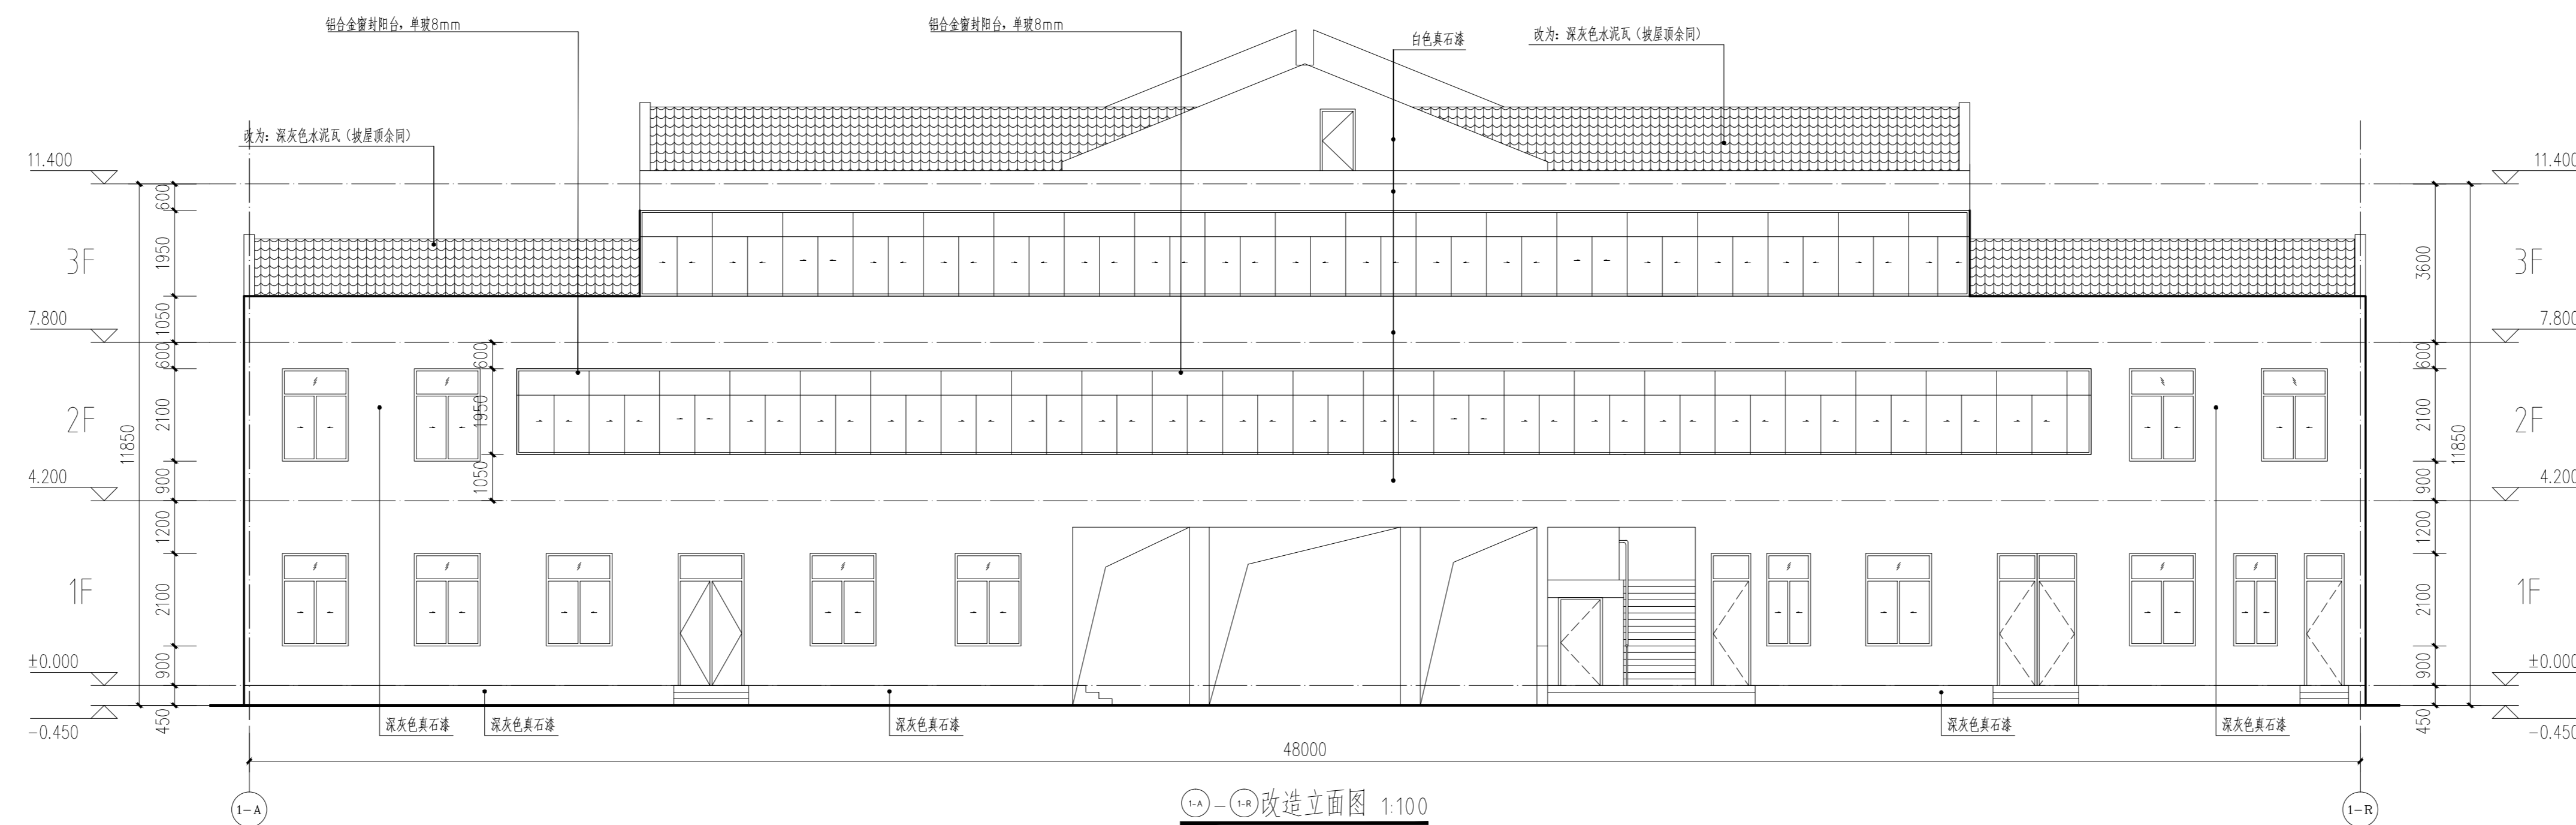 铝合金窗封阳台，单玻8mm
铝合金窗封阳台，单玻8mm
白色真石漆
改为：深灰色水泥瓦（坡屋顶余同）
改为：深灰色水泥瓦（坡屋顶余同）
11.400
11.400
600
3F
1950
3600
3F
7.800
1050
7.800
600
600
600
2F
2100
1950
2100
2F
11850
11850
4.200
900
1050
900
4.200
1200
1200
1F
2100
2100
1F
±0.000
900
900
±0.000
-0.450
450
450
-0.450
深灰色真石漆
深灰色真石漆
深灰色真石漆
深灰色真石漆
深灰色真石漆
48000
1-A
1-R
1-A - 1-R 改造立面图 1:100